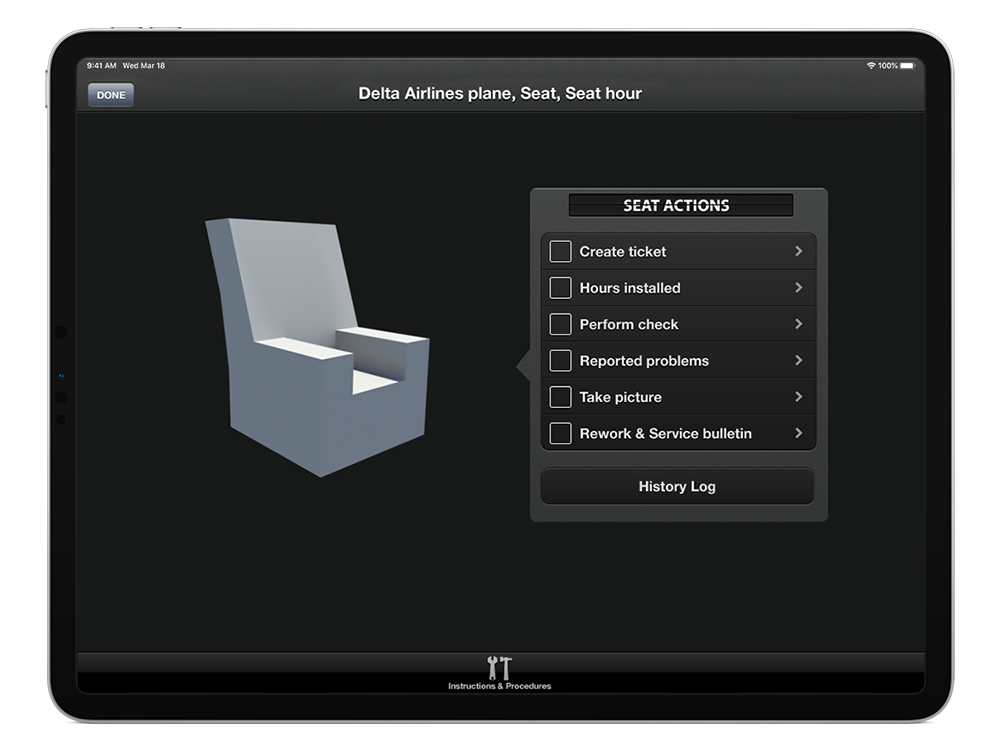 9:41 AM Wed Mar 18
100%
DONE
Delta Airlines plane, Seat, Seat hour
SEAT ACTIONS
Create ticket
Hours installed
Perform check
Reported problems
Take picture
Rework & Service bulletin
History Log
Instructions & Procedures